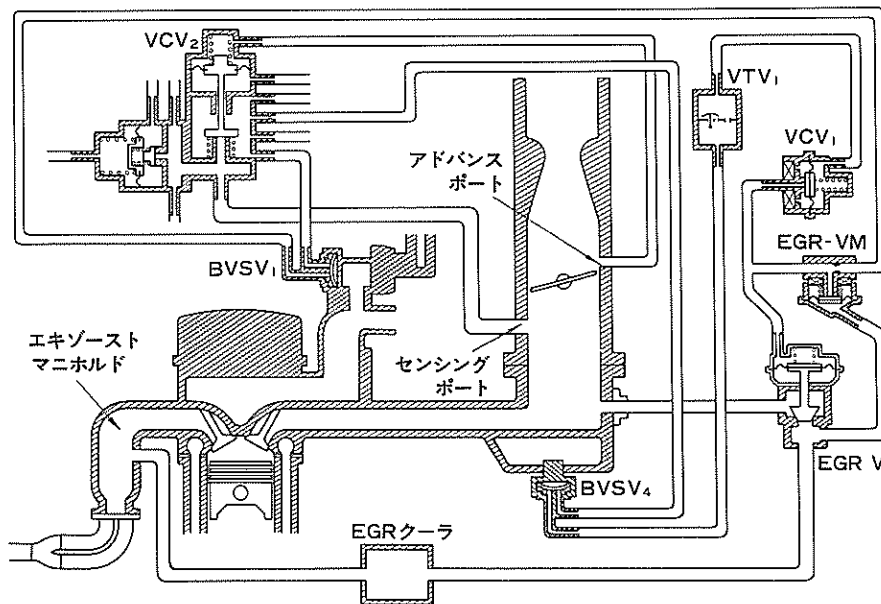 VCV₂
VTV₁
アドバンス
ポート
VCV₁
EGR-VM
BVSV₁
エキゾースト
マニホルド
センシング
ポート
BVSV₄
EGR V
EGRクーラ